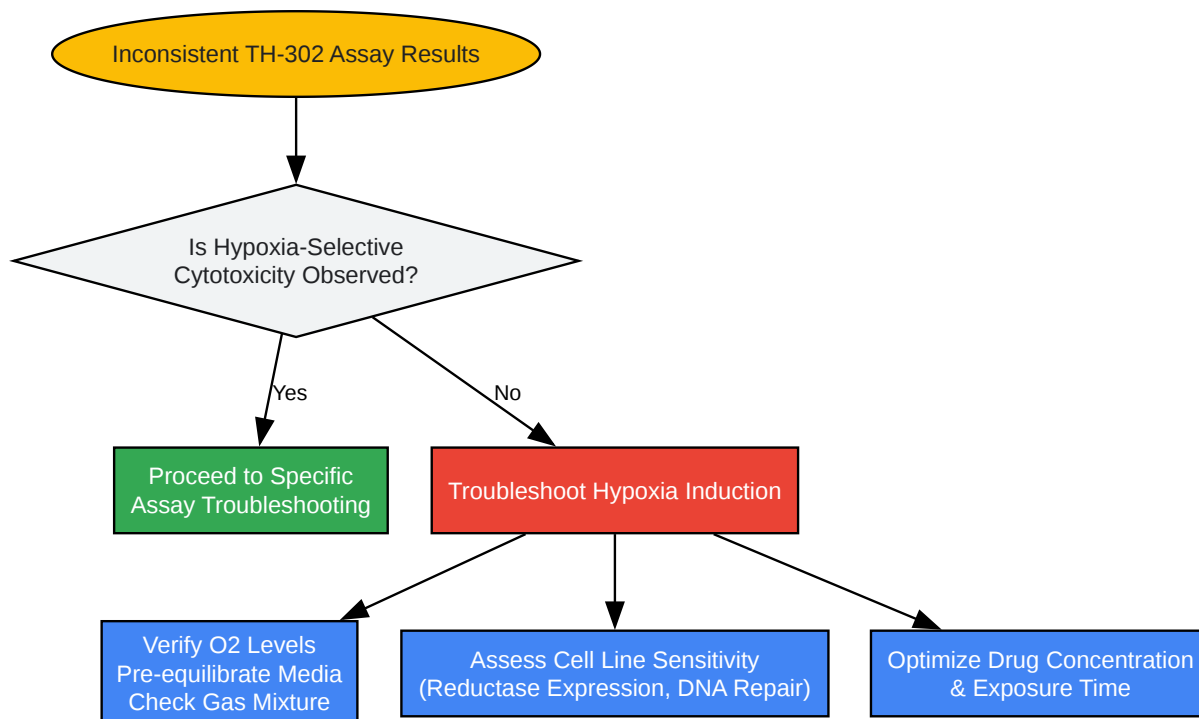 Inconsistent TH-302 Assay Results
Is Hypoxia-Selective
Cytotoxicity Observed?
Yes
No
Proceed to Specific
Assay Troubleshooting
Troubleshoot Hypoxia Induction
Verify O2 Levels
Pre-equilibrate Media
Check Gas Mixture
Assess Cell Line Sensitivity
(Reductase Expression, DNA Repair)
Optimize Drug Concentration
& Exposure Time